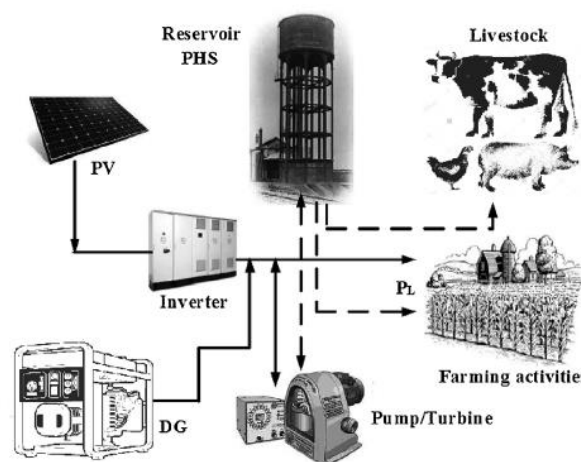 Reservoir
PHS
Livestock
PV
Inverter
PL
Farming activitie
DG
Pump/Turbine